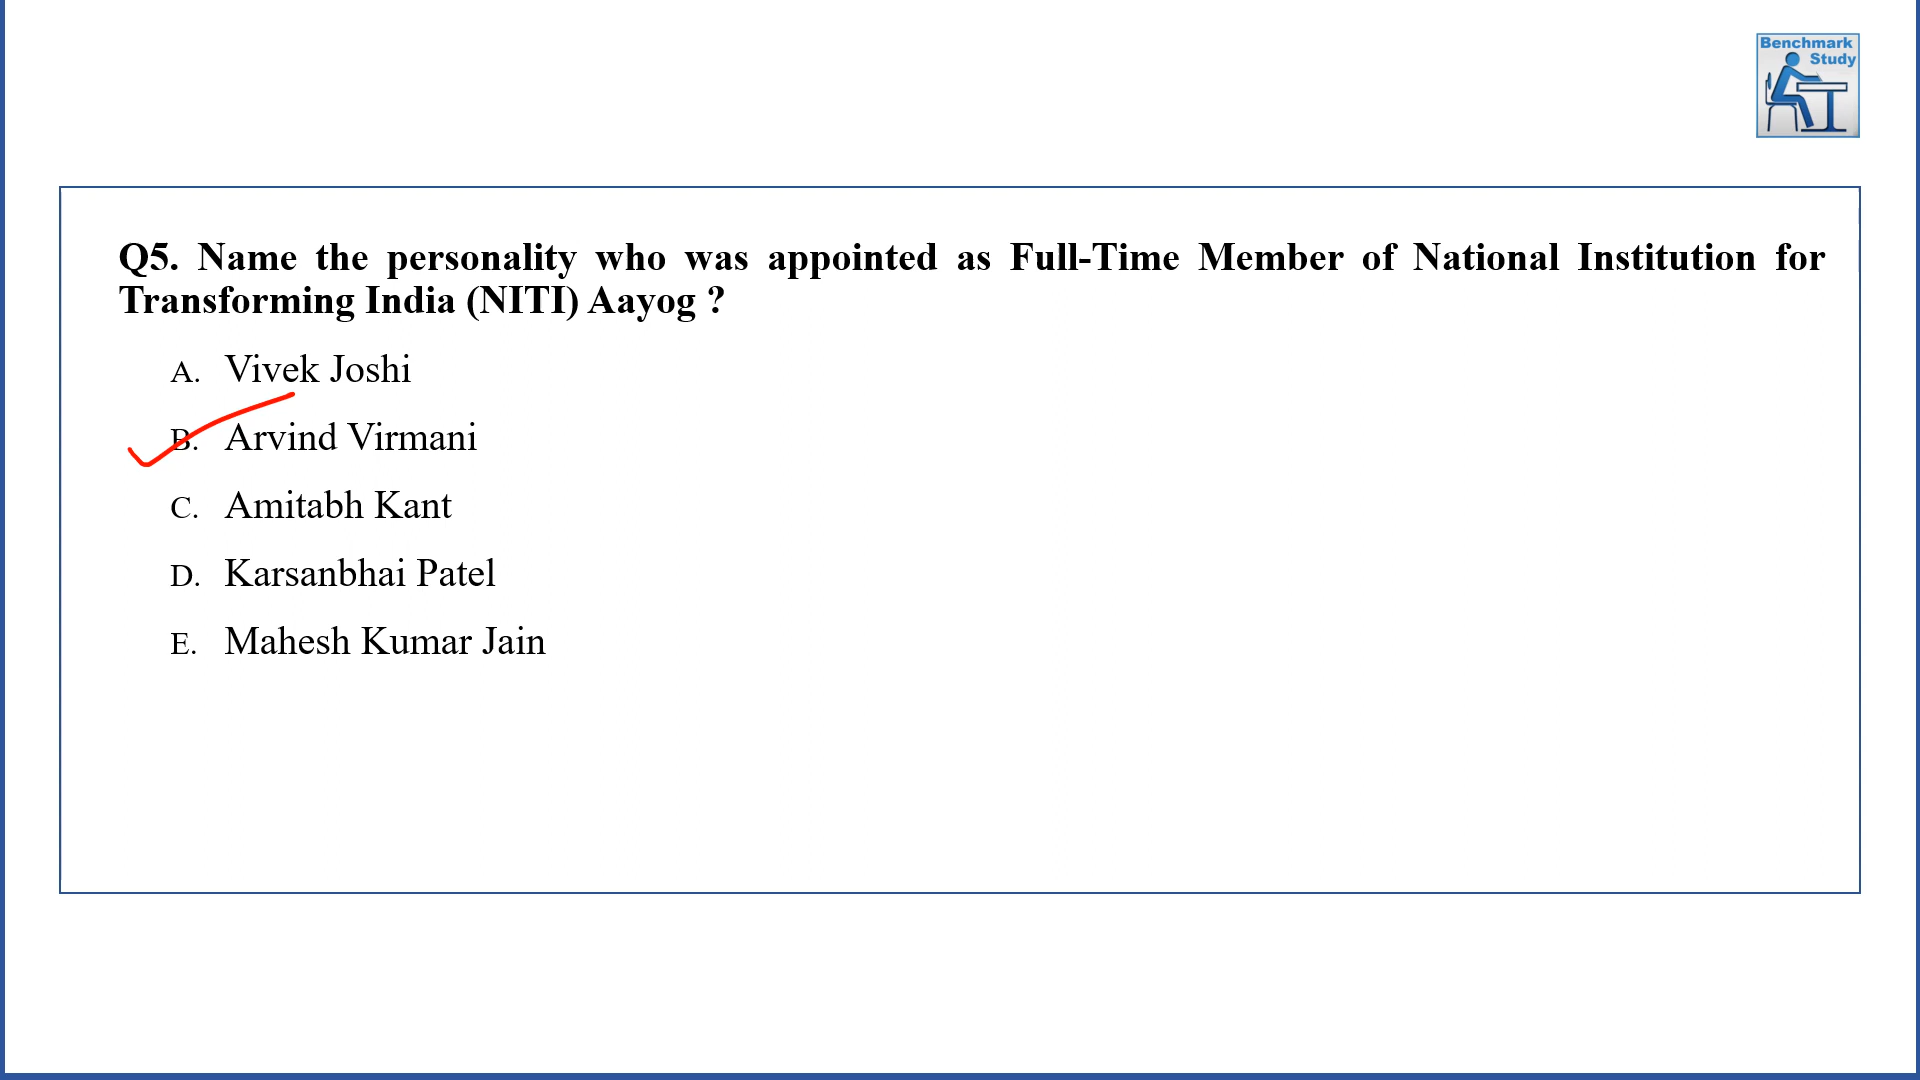 Benchmark
Study
Q5. Name the personality who was appointed as Full-Time Member of National Institution for
Transforming India (NITI) Aayog ?
A. Vivek Joshi
B. Arvind Virmani
C. Amitabh Kant
D. Karsanbhai Patel
E. Mahesh Kumar Jain